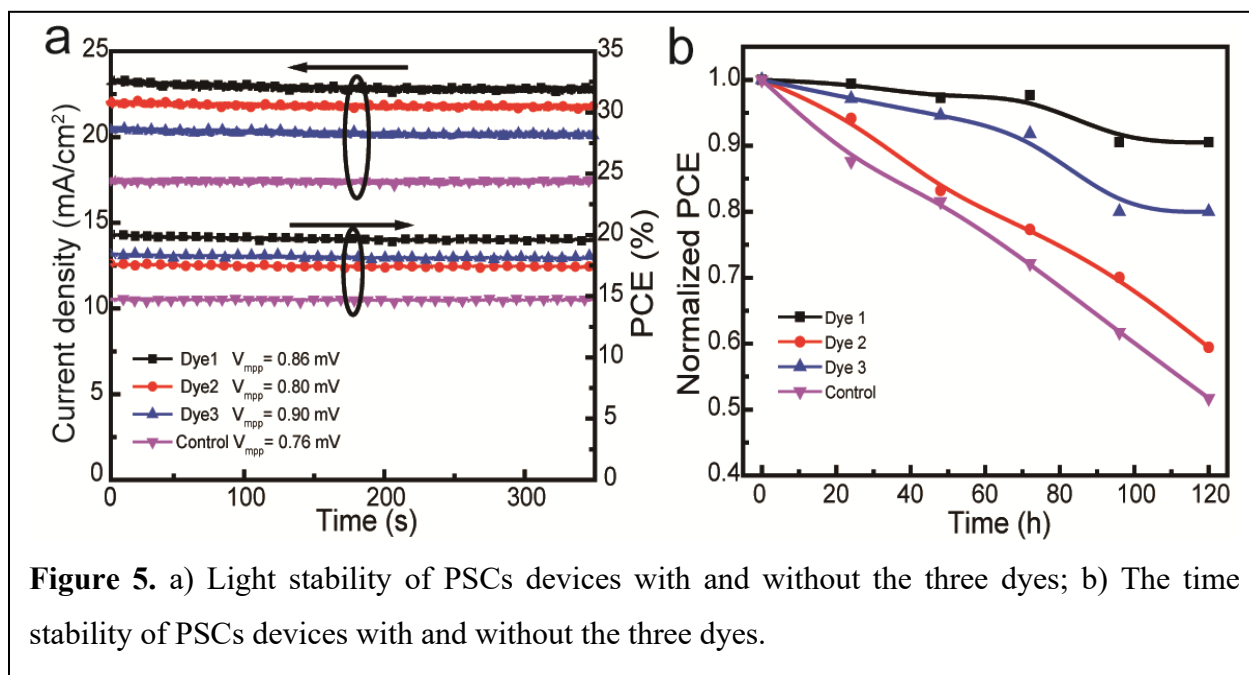 a
25
20
15
10
5
0
Current density (mA/cm²)
35
30
25
20
15
10
5
0
PCE (%)
Dye1 Vmpp= 0.86 mV
Dye2 Vmpp= 0.80 mV
Dye3 Vmpp= 0.90 mV
Control Vmpp= 0.76 mV
0 100 200 300
Time (s)
b
1.0
0.9
0.8
0.7
0.6
0.5
0.4
Normalized PCE
Dye 1
Dye 2
Dye 3
Control
0 20 40 60 80 100 120
Time (h)
Figure 5. a) Light stability of PSCs devices with and without the three dyes; b) The time
stability of PSCs devices with and without the three dyes.